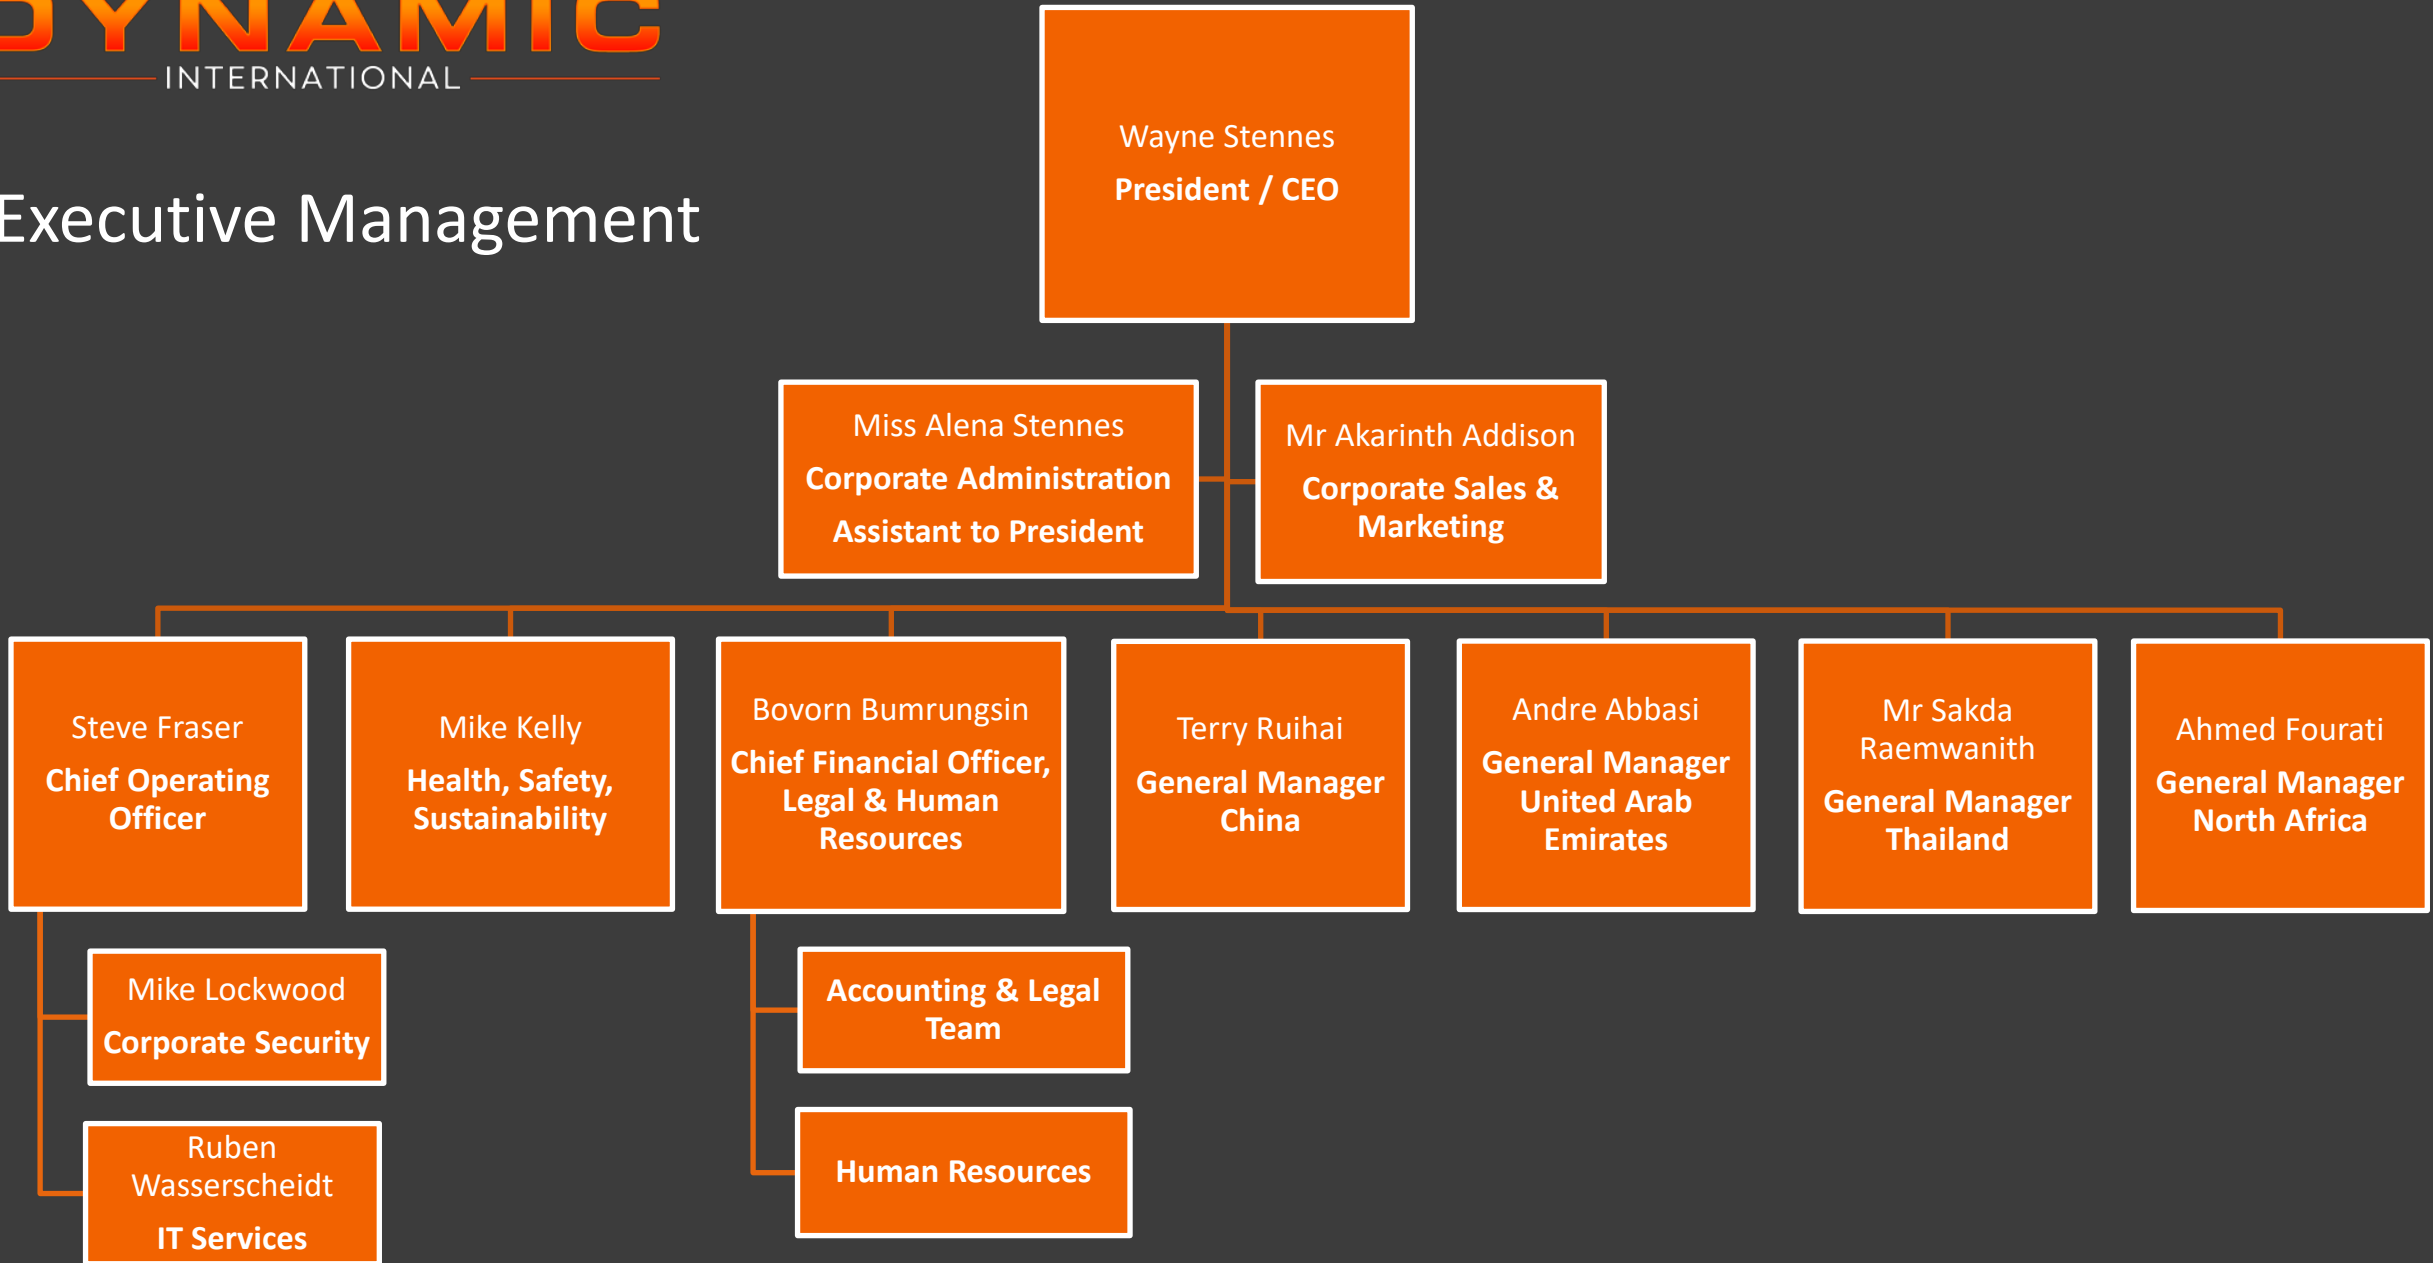 DYNAMIC
INTERNATIONAL
Executive Management
Wayne Stennes
President / CEO
Miss Alena Stennes
Corporate Administration
Assistant to President
Mr Akarinth Addison
Corporate Sales &
Marketing
Steve Fraser
Chief Operating
Officer
Mike Kelly
Health, Safety,
Sustainability
Bovorn Bumrungsin
Chief Financial Officer,
Legal & Human
Resources
Terry Ruihai
General Manager
China
Andre Abbasi
General Manager
United Arab
Emirates
Mr Sakda
Raemwanith
General Manager
Thailand
Ahmed Fourati
General Manager
North Africa
Mike Lockwood
Corporate Security
Ruben
Wasserscheidt
IT Services
Accounting & Legal
Team
Human Resources